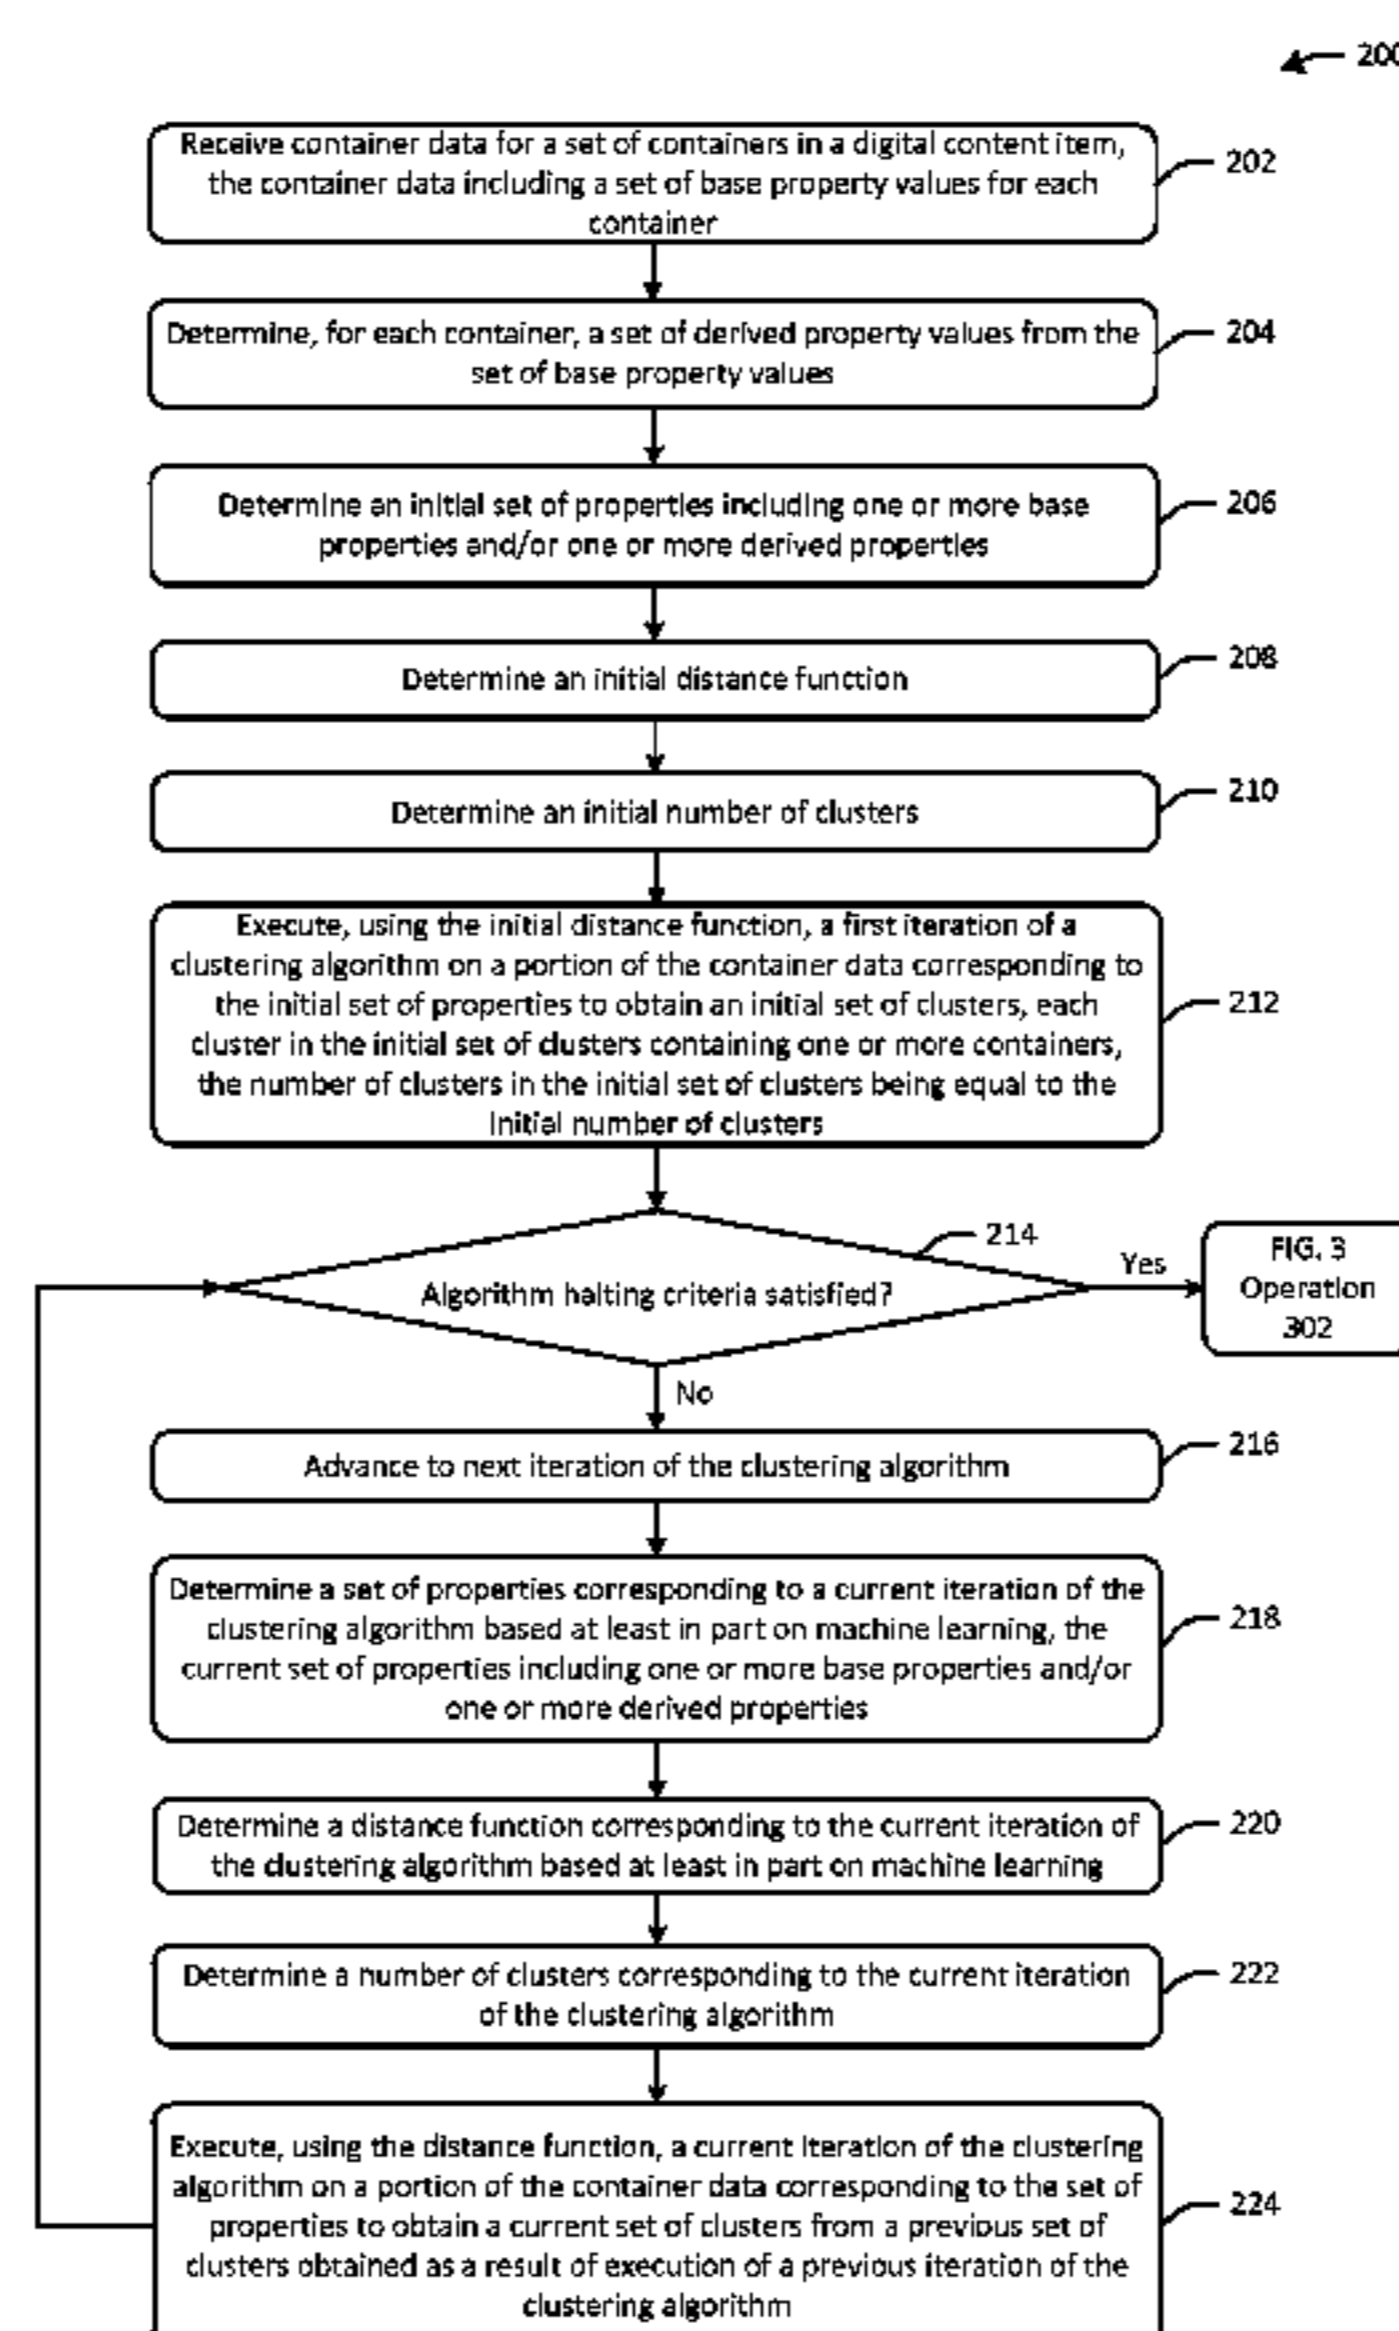 200
Receive container data for a set of containers in a digital content item,
the container data including a set of base property values for each
container
202
Determine, for each container, a set of derived property values from the
set of base property values
204
Determine an initial set of properties including one or more base
properties and/or one or more derived properties
206
Determine an initial distance function
208
Determine an initial number of clusters
210
Execute, using the initial distance function, a first iteration of a
clustering algorithm on a portion of the container data corresponding to
the initial set of properties to obtain an initial set of clusters, each
cluster in the initial set of clusters containing one or more containers,
the number of clusters in the initial set of clusters being equal to the
initial number of clusters
212
214
Algorithm halting criteria satisfied?
Yes
FIG. 3
Operation
302
No
Advance to next iteration of the clustering algorithm
216
Determine a set of properties corresponding to a current iteration of the
clustering algorithm based at least in part on machine learning, the
current set of properties including one or more base properties and/or
one or more derived properties
218
Determine a distance function corresponding to the current iteration of
the clustering algorithm based at least in part on machine learning
220
Determine a number of clusters corresponding to the current iteration
of the clustering algorithm
222
Execute, using the distance function, a current iteration of the clustering
algorithm on a portion of the container data corresponding to the set of
properties to obtain a current set of clusters from a previous set of
clusters obtained as a result of execution of a previous iteration of the
clustering algorithm
224